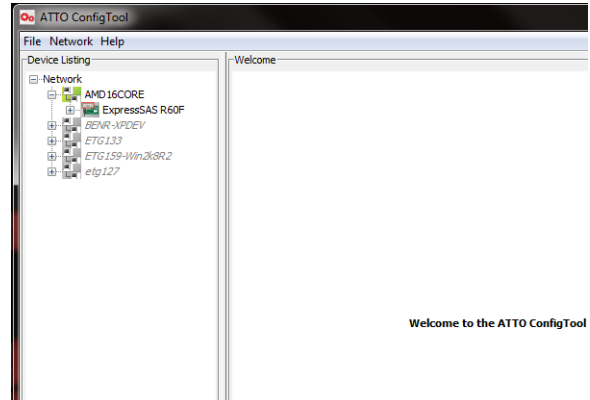 ATTO ConfigTool
File Network Help
Device Listing
Welcome
Network
AMD16CORE
ExpressSAS R60F
BENR-XPDEV
ETG133
ETG159-Win2k8R2
etg127
Welcome to the ATTO ConfigTool